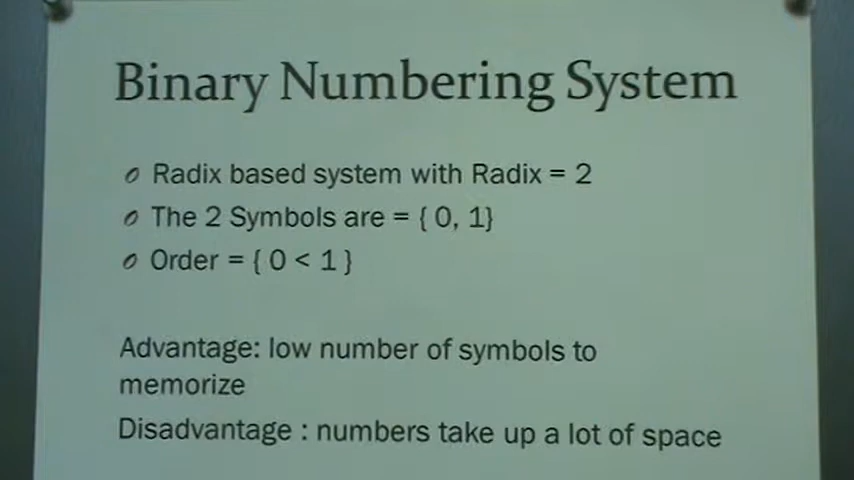 Binary Numbering System
Radix based system with Radix = 2
The 2 Symbols are = { 0, 1}
Order = { 0 < 1 }
Advantage: low number of symbols to
memorize
Disadvantage : numbers take up a lot of space